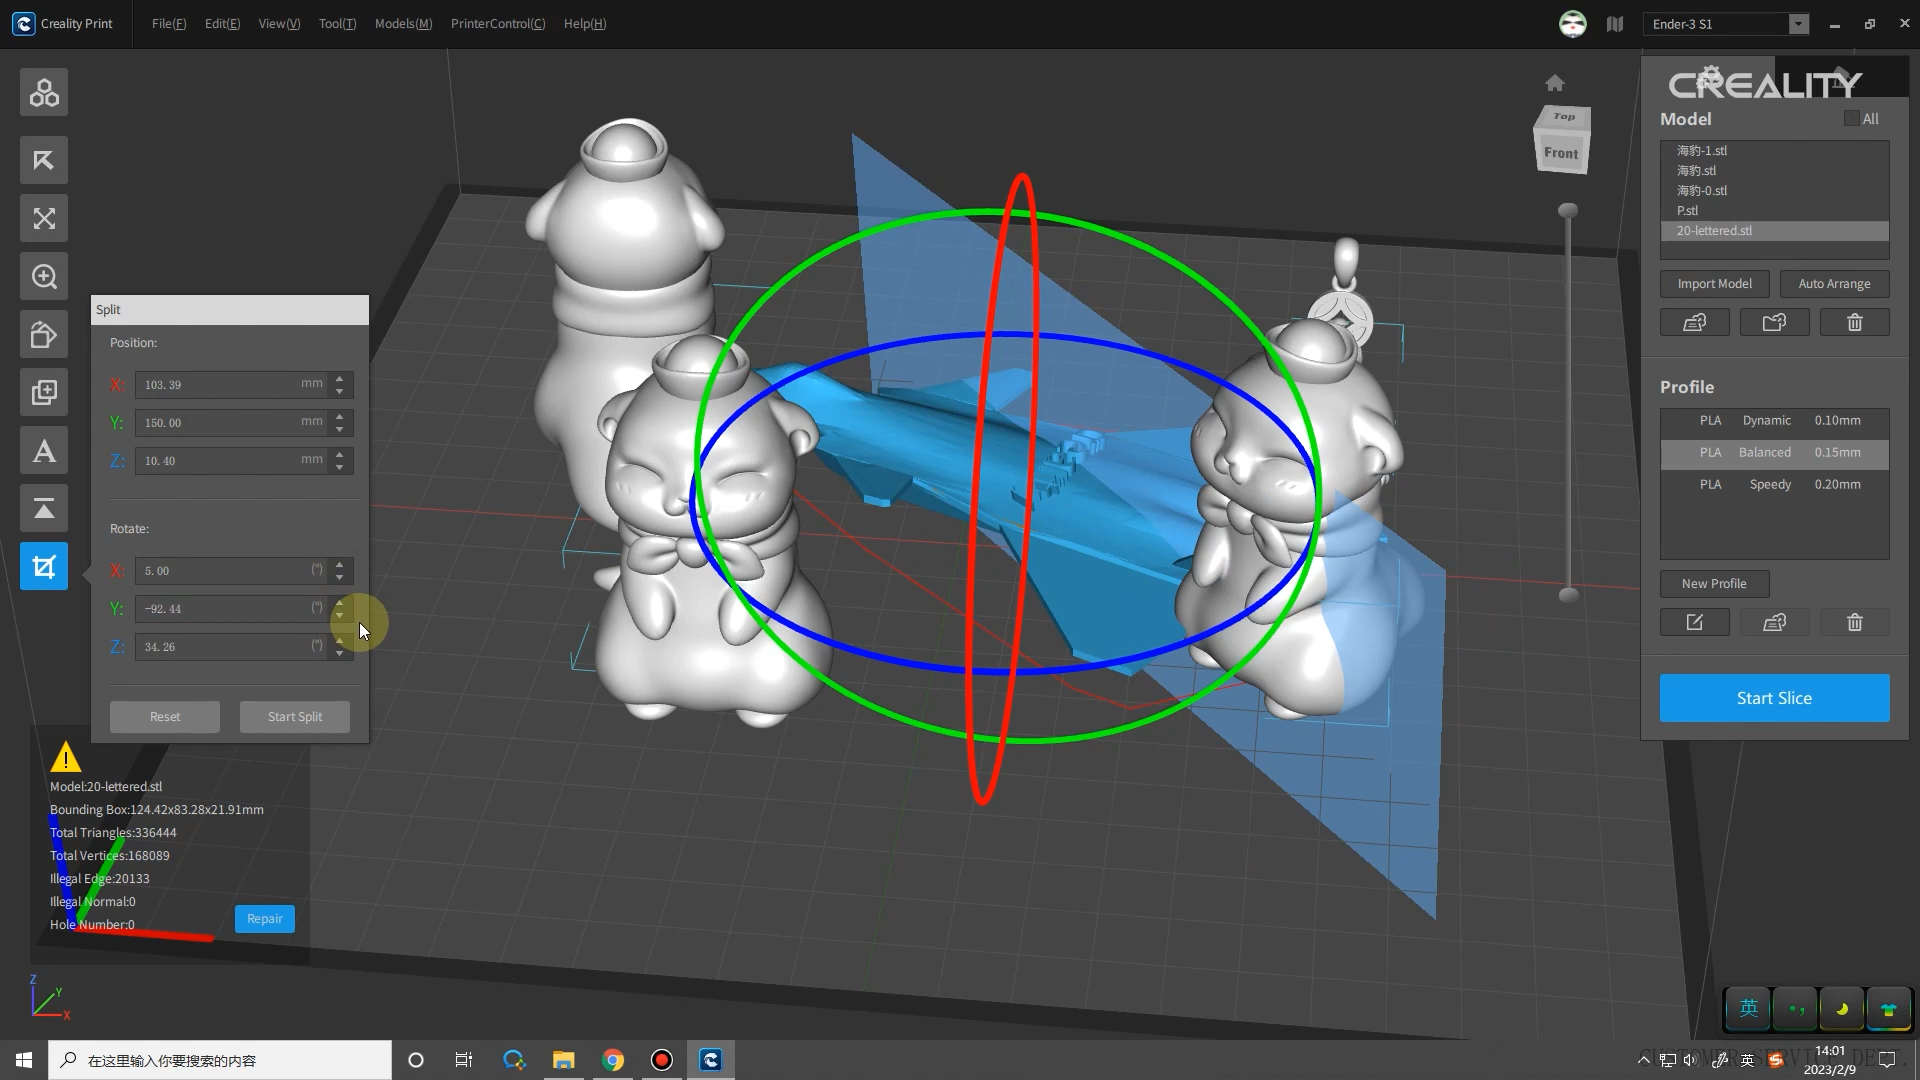 Creality Print
File(F)
Edit(E)
View(V)
Tool(T)
Models(M)
PrinterControl(C)
Help(H)
Ender-3 S1
CREALITY
Top
Front
Model
All
海豹-1.stl
海豹.stl
海豹-0.stl
P.stl
20-lettered.stl
Import Model
Auto Arrange
Profile
PLA Dynamic 0.10mm
PLA Balanced 0.15mm
PLA Speedy 0.20mm
New Profile
Start Slice
Split
Position:
X: 103.39 mm
Y: 150.00 mm
Z: 10.40 mm
Rotate:
X: 5.00 (°)
Y: -92.44 (°)
Z: 34.26 (°)
Reset
Start Split
Model:20-lettered.stl
Bounding Box:124.42x83.28x21.91mm
Total Triangles:336444
Total Vertices:168089
Illegal Edge:20133
Illegal Normal:0
Hole Number:0
Repair
Z
Y
X
英
在这里输入你要搜索的内容
CUSTOMER SERVICE DEPT.
英
14:01
2023/2/9